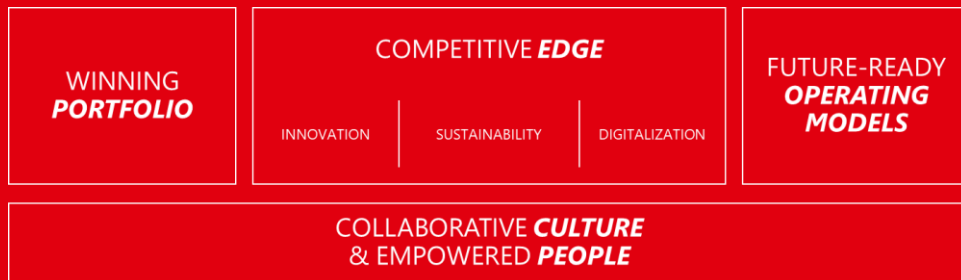 WINNING
PORTFOLIO
COMPETITIVE EDGE
INNOVATION
SUSTAINABILITY
DIGITALIZATION
FUTURE-READY
OPERATING
MODELS
COLLABORATIVE CULTURE
& EMPOWERED PEOPLE